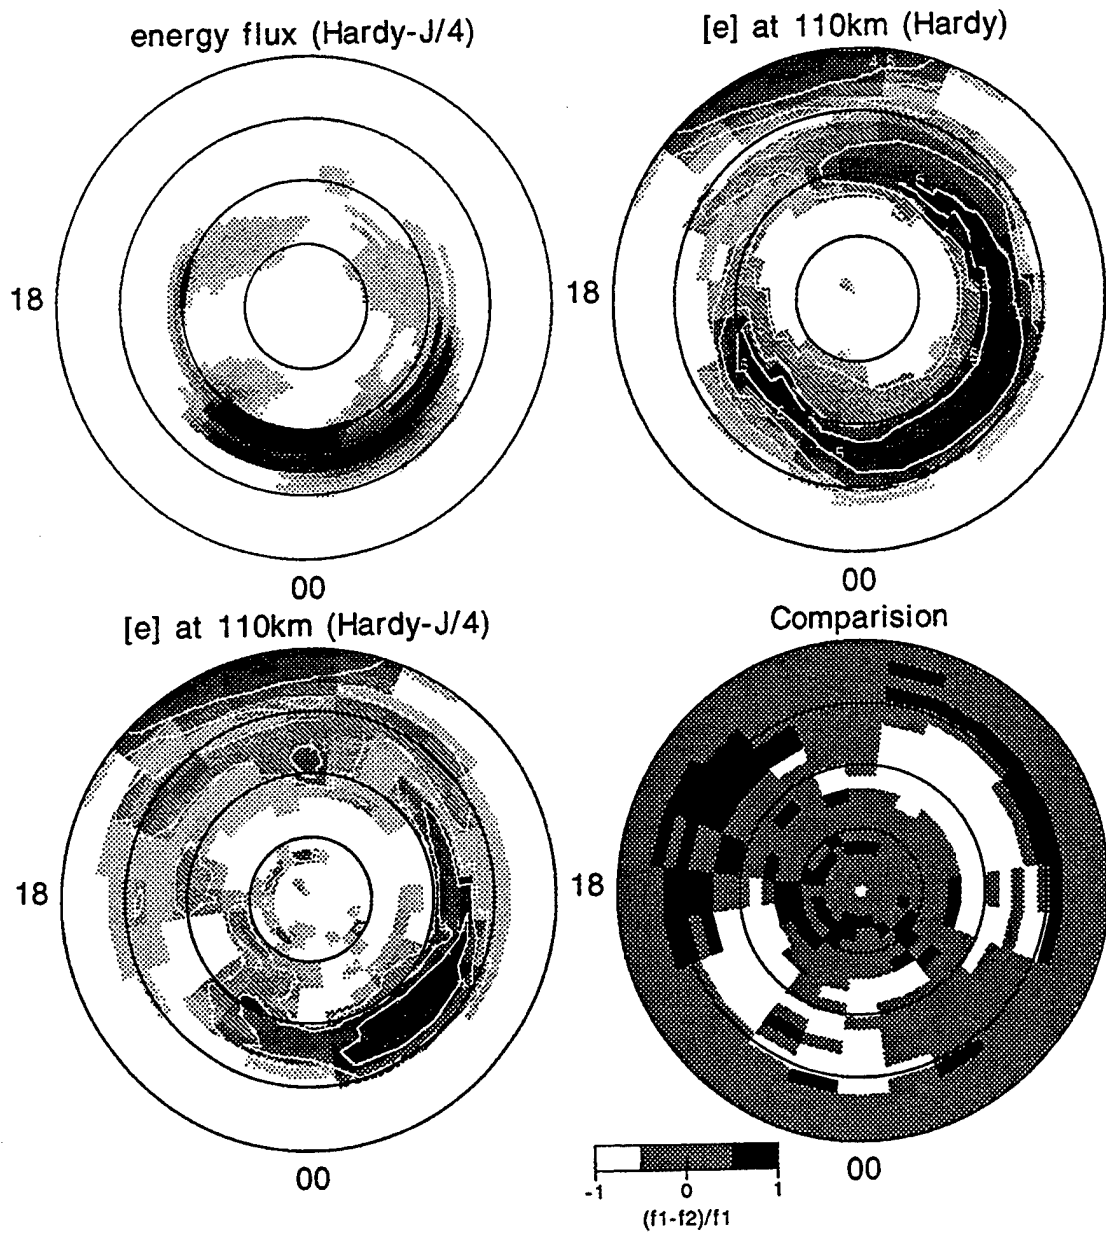 energy flux (Hardy-J/4)
[e] at 110km (Hardy)
18
18
00
00
[e] at 110km (Hardy-J/4)
Comparision
18
18
00
00
-1 0 1
(f1-f2)/f1